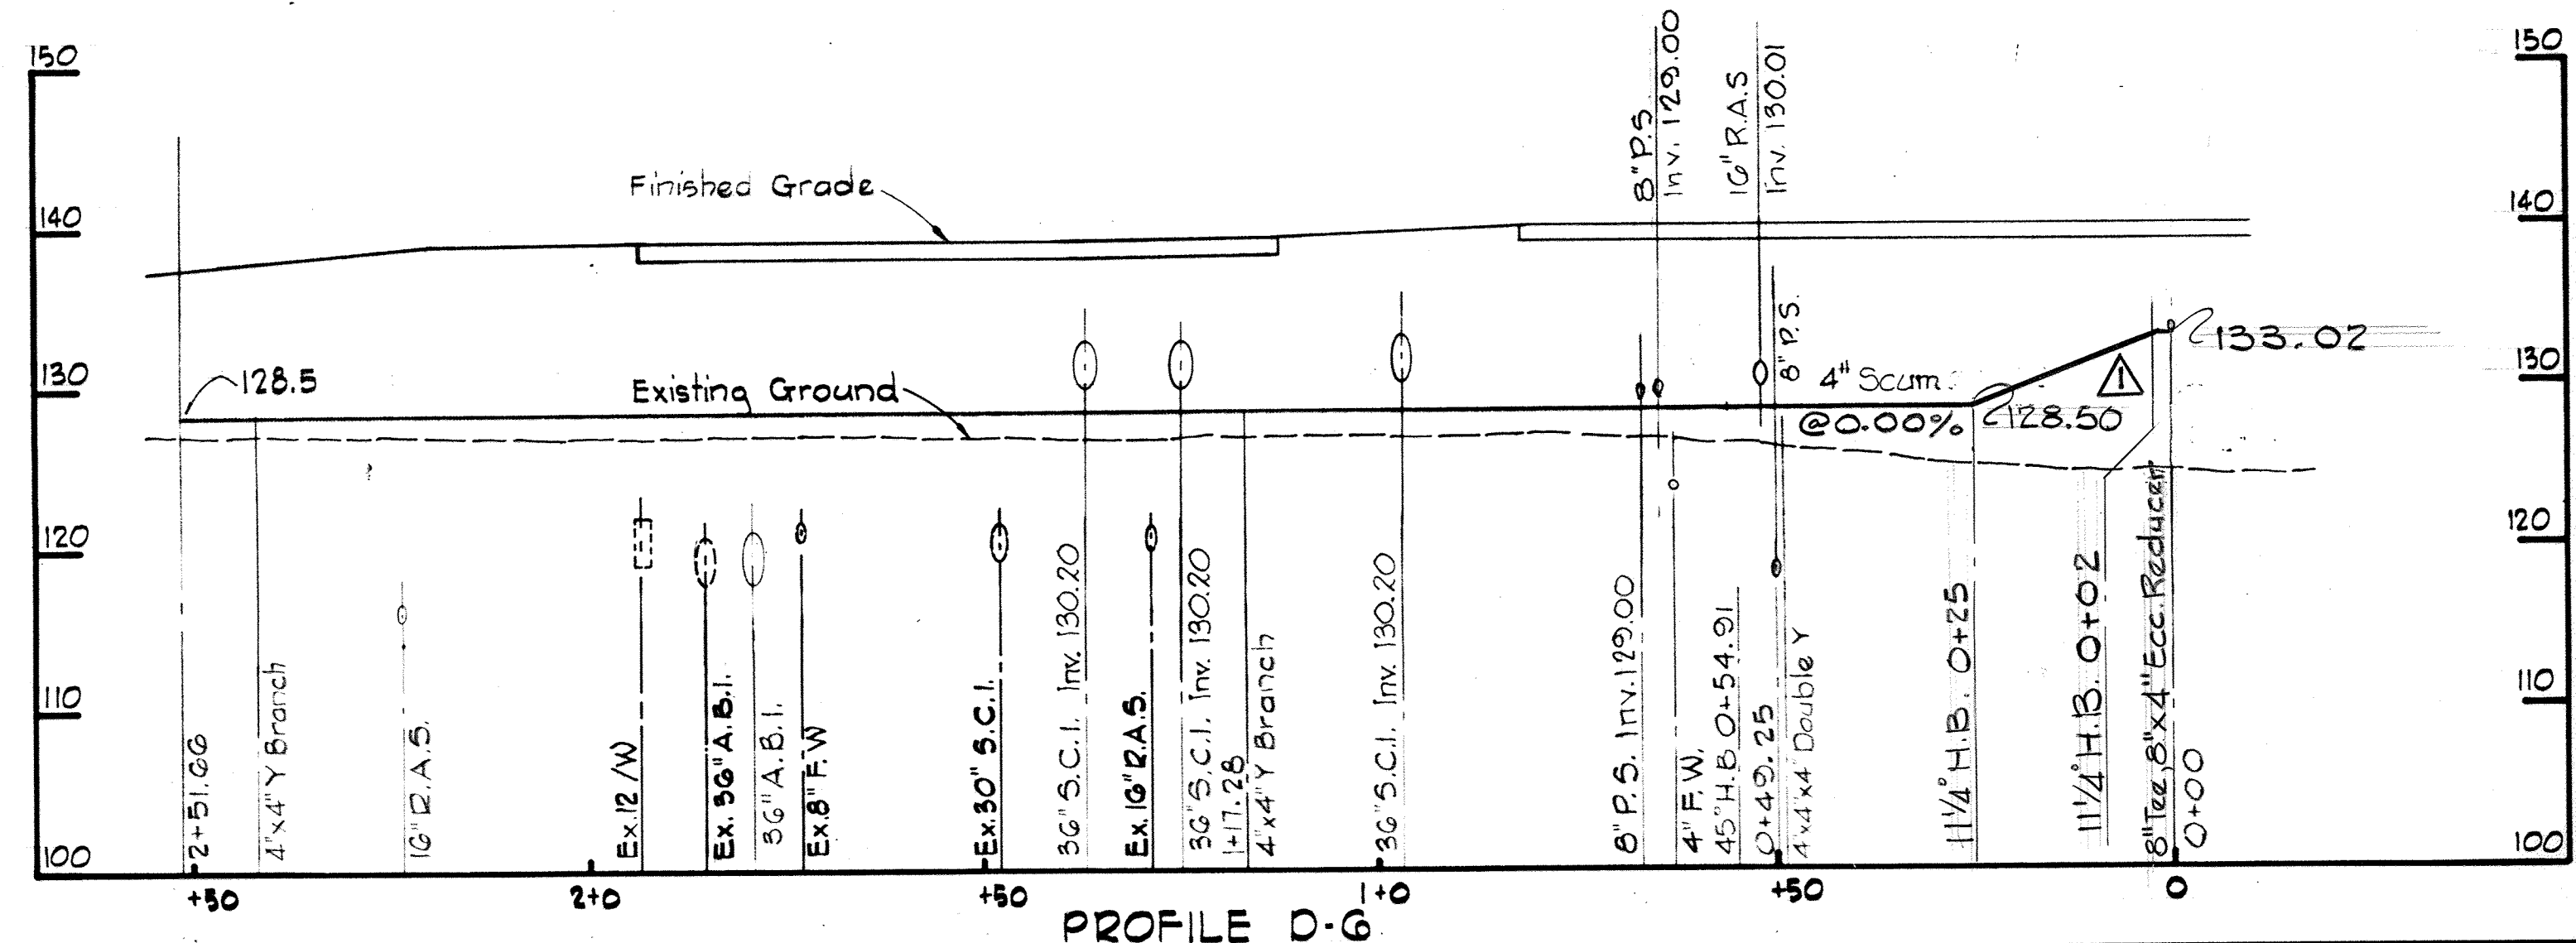 150
140
130
120
110
100
150
140
130
120
110
100
8" P.S.
Inv. 129.00
16" R.A.S
Inv. 130.01
Finished Grade
8" P.S.
133.02
128.5
Existing Ground
4" Scum
@0.00%
128.50
2+51.66
4"x4" Y Branch
16" R.A.S.
Ex.12 /W
Ex. 36" A.B.I.
36" A.B.I.
Ex.8" F.W
Ex.30" S.C.I.
36" S.C.I. Inv. 130.20
Ex. 16" R.A.S.
36" S.C.I. Inv. 130.20
1+17.28
4"x4" Y Branch
36" S.C.I. Inv. 130.20
8" P.S. Inv. 129.00
4" F.W.
45° H.B. 0+54.91
0+49.25
4"x4"x4" Double Y
11 1/4° H.B. 0+25
11 1/4° H.B. 0+02
8" Tee, 8"x4" Ecc. Reducer
0+00
1
+50
2+0
+50
1+0
+50
0
PROFILE D-6